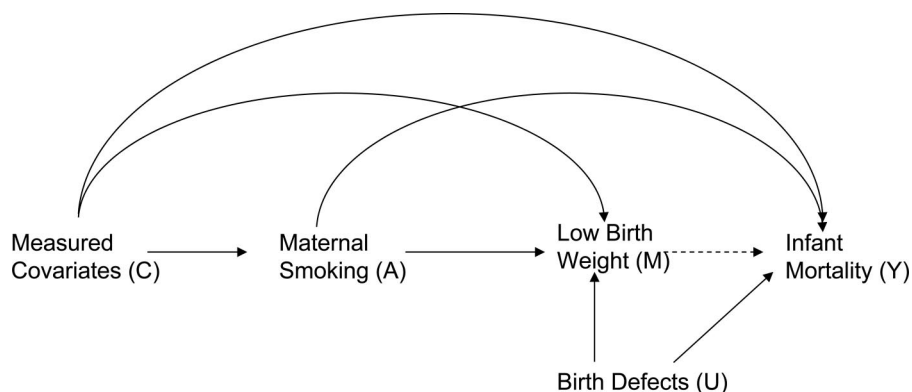 Measured
Covariates (C)
Maternal
Smoking (A)
Low Birth
Weight (M)
Infant
Mortality (Y)
Birth Defects (U)